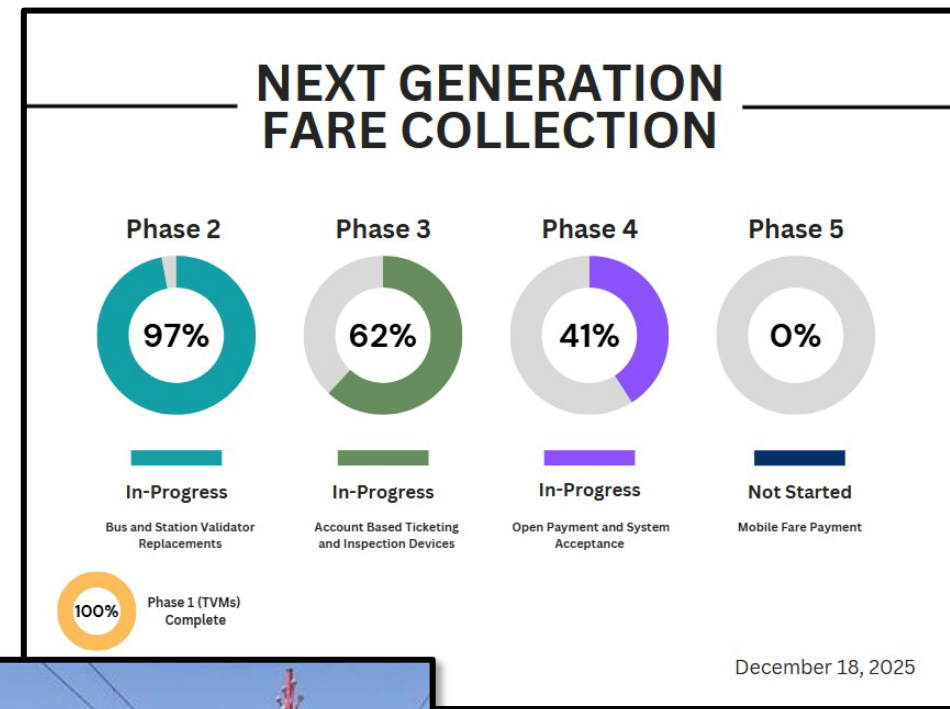 NEXT GENERATION
FARE COLLECTION
Phase 2
97%
In-Progress
Bus and Station Validator
Replacements
Phase 3
62%
In-Progress
Account Based Ticketing
and Inspection Devices
Phase 4
41%
In-Progress
Open Payment and System
Acceptance
Phase 5
0%
Not Started
Mobile Fare Payment
100%
Phase 1 (TVMs)
Complete
December 18, 2025